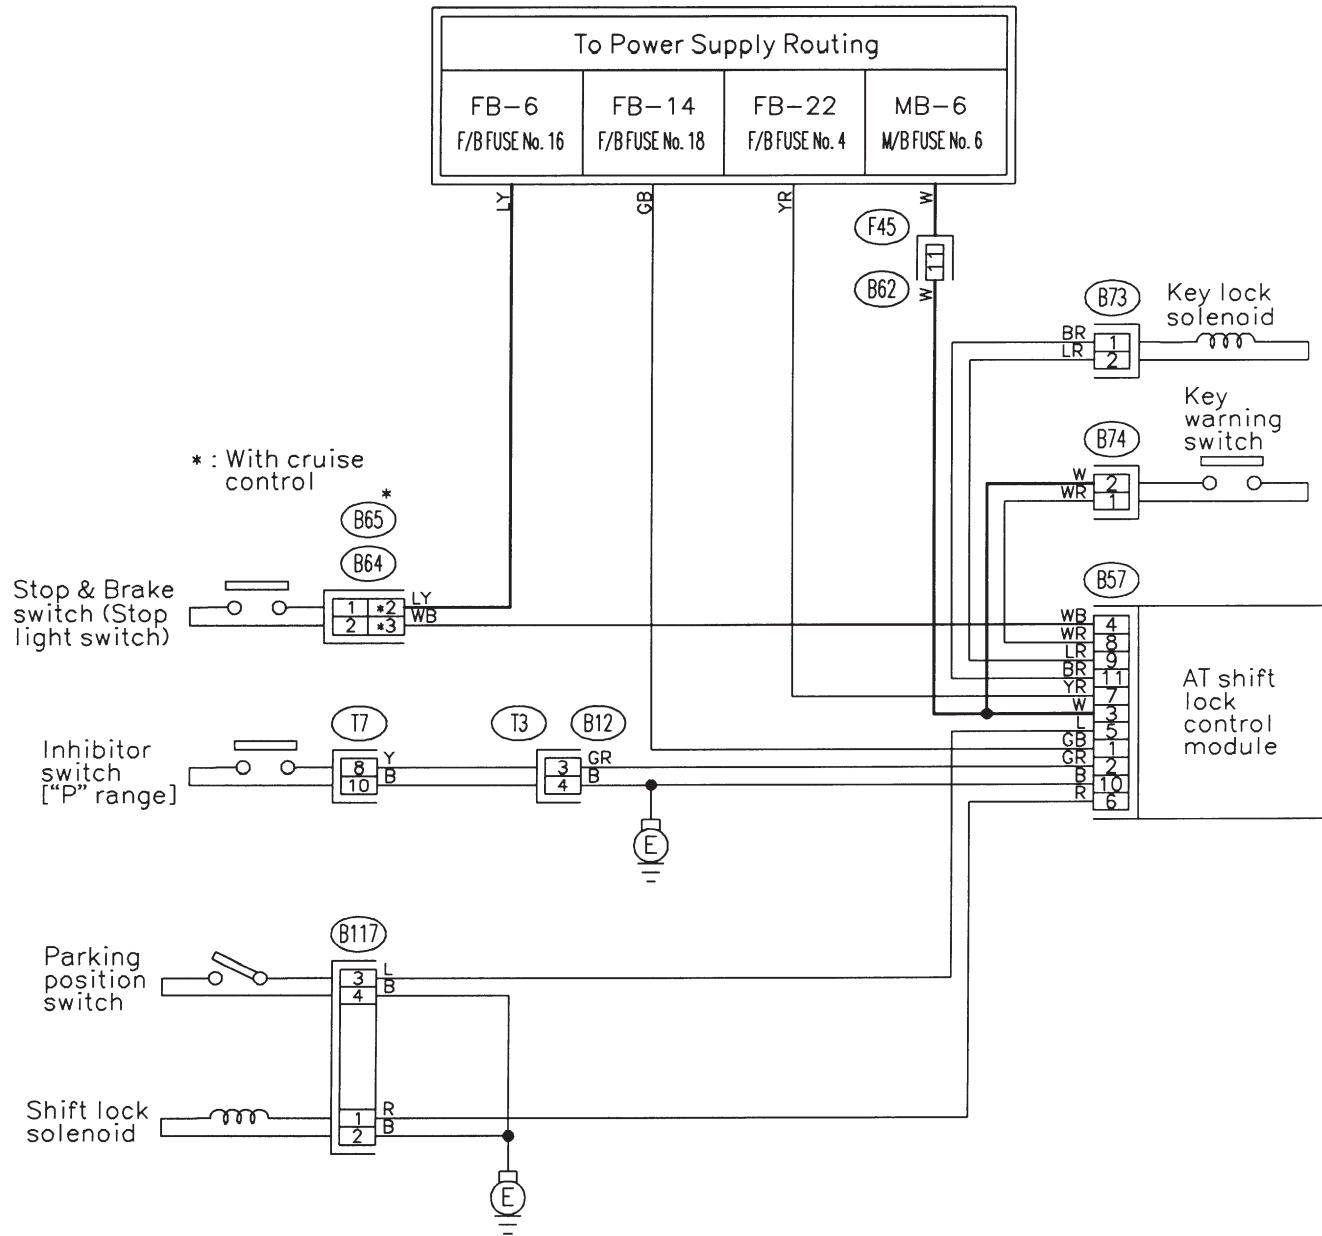 To Power Supply Routing
FB-6
F/B FUSE No. 16
FB-14
F/B FUSE No. 18
FB-22
F/B FUSE No. 4
MB-6
M/B FUSE No. 6
LY
GB
YR
W
F45
1
1
B62
W
B73
Key lock
solenoid
BR
1
LR
2
Key
warning
switch
B74
W
2
WR
1
* : With cruise
control
*
B65
B64
Stop & Brake
switch (Stop
light switch)
1 *2 LY
2 *3 WB
B57
WB 4
WR 8
LR 9
BR 11
YR 7
W 3
L 5
GB 1
GR 2
B 10
R 6
AT shift
lock
control
module
Inhibitor
switch
["P" range]
T7
8 Y
10 B
T3
B12
3 GR
4 B
E
Parking
position
switch
B117
3 L
4 B
Shift lock
solenoid
1 R
2 B
E